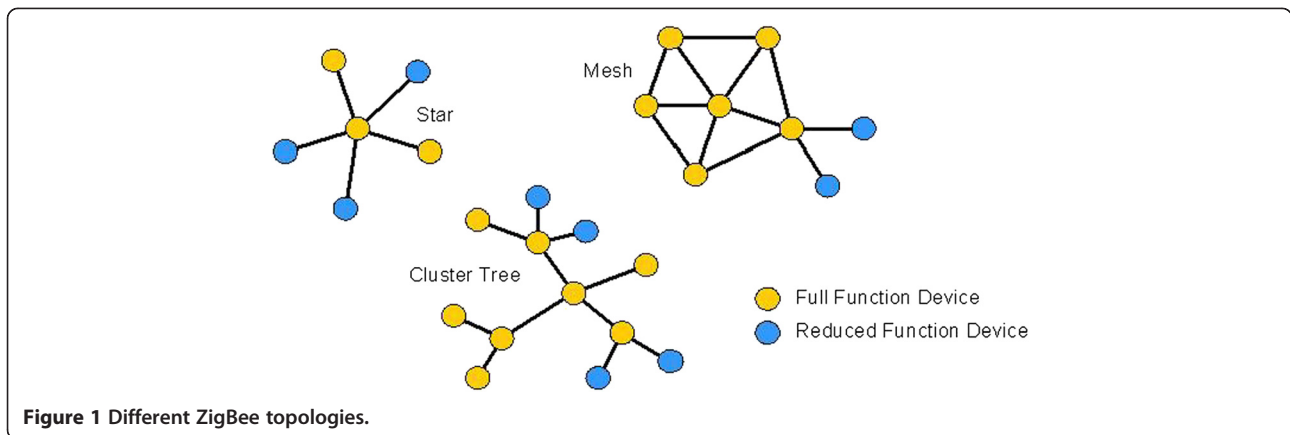 Star
Mesh
Cluster Tree
Full Function Device
Reduced Function Device
Figure 1 Different ZigBee topologies.